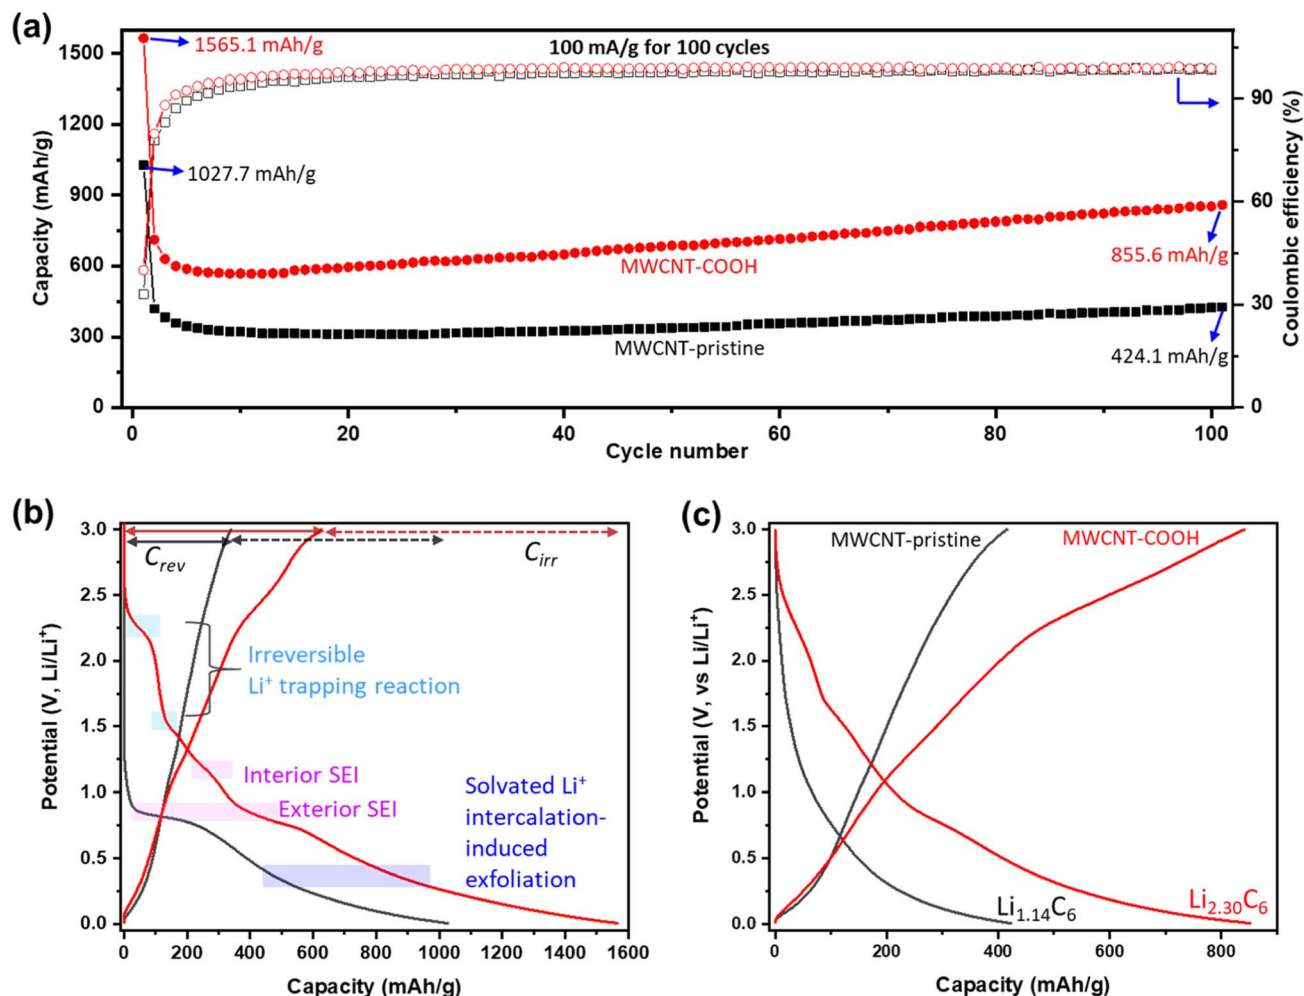 (a)
1565.1 mAh/g
100 mA/g for 100 cycles
1027.7 mAh/g
MWCNT-COOH
855.6 mAh/g
MWCNT-pristine
424.1 mAh/g
1500
1200
900
600
300
0
Capacity (mAh/g)
90
60
30
0
Coulombic efficiency (%)
0 20 40 60 80 100
Cycle number
(b)
C_rev
C_irr
Irreversible
Li⁺ trapping reaction
Interior SEI
Exterior SEI
Solvated Li⁺
intercalation-
induced
exfoliation
3.0
2.5
2.0
1.5
1.0
0.5
0.0
Potential (V, Li/Li⁺)
0 200 400 600 800 1000 1200 1400 1600
Capacity (mAh/g)
(c)
MWCNT-pristine MWCNT-COOH
Li₁.₁₄C₆
Li₂.₃₀C₆
3.0
2.5
2.0
1.5
1.0
0.5
0.0
Potential (V, vs Li/Li⁺)
0 200 400 600 800
Capacity (mAh/g)